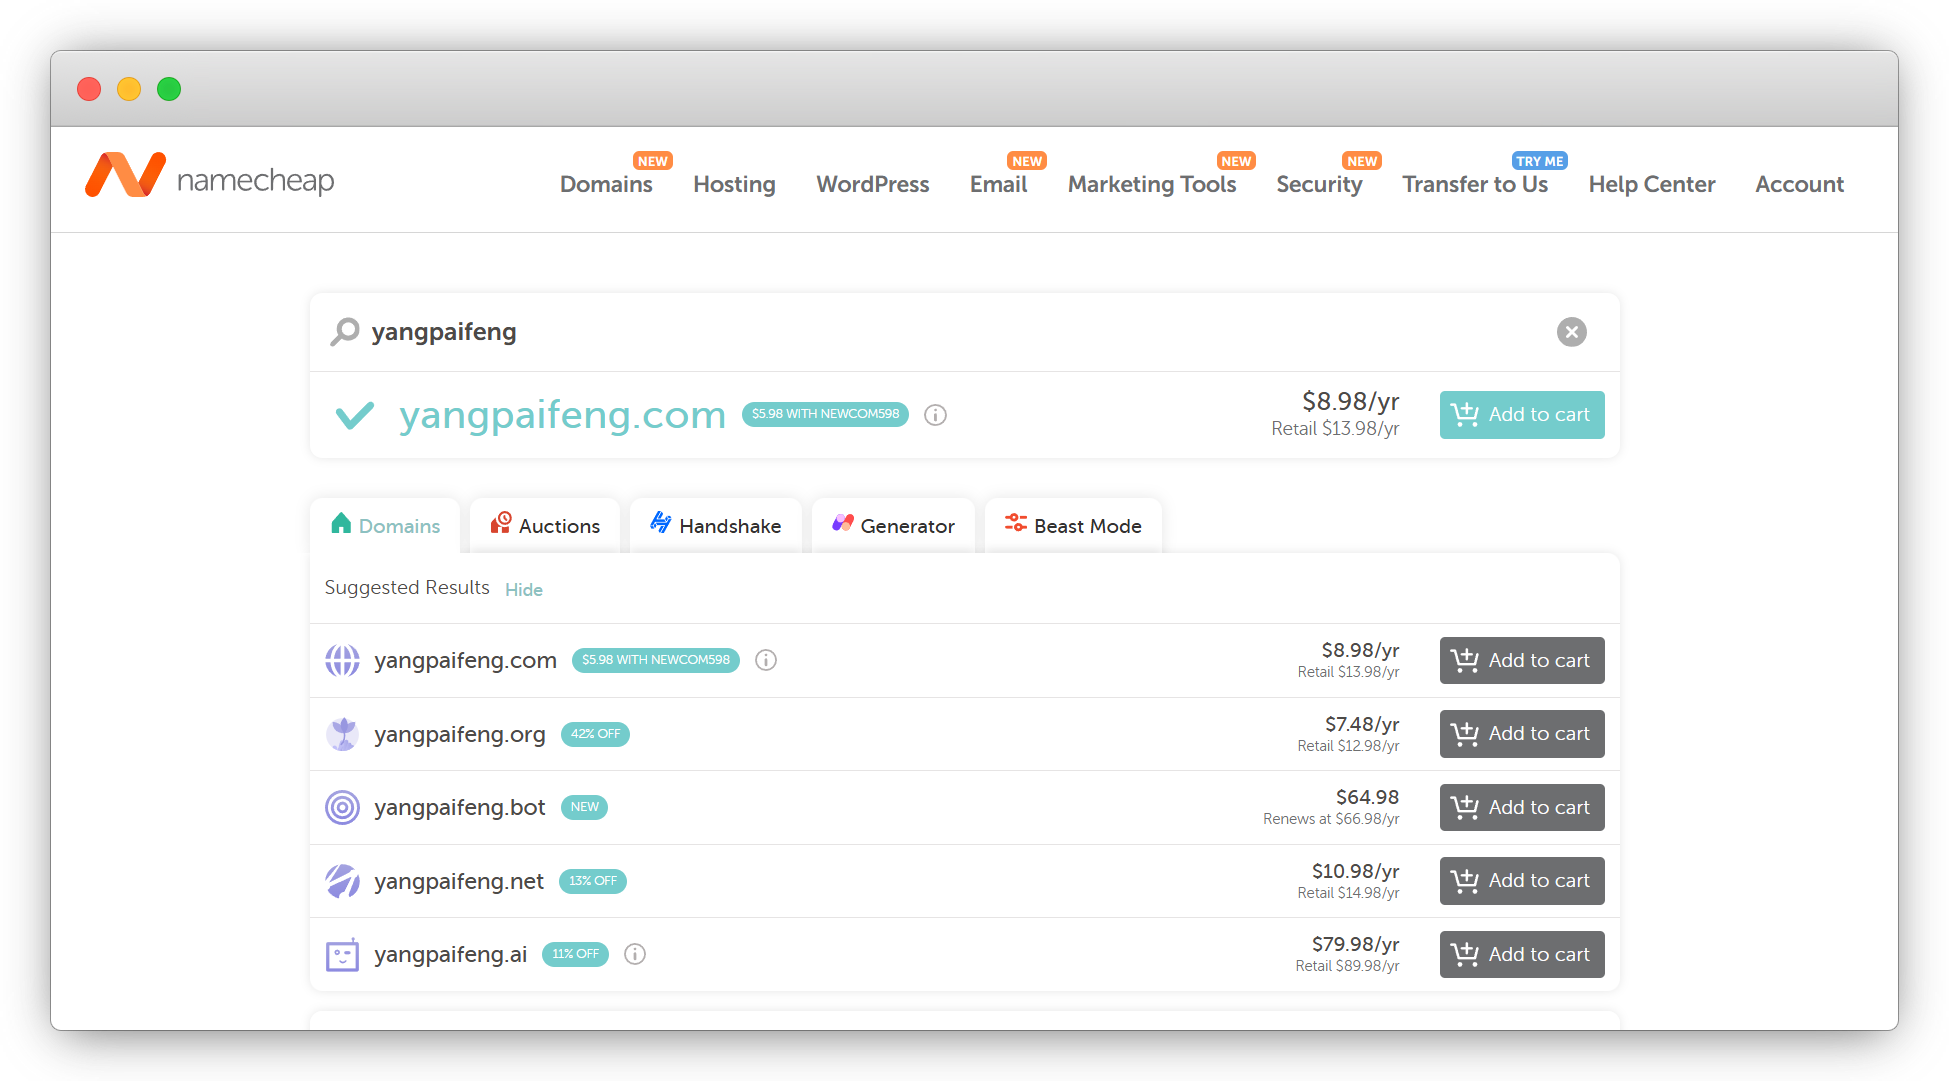 namecheap
NEW NEW NEW NEW TRY ME
Domains Hosting WordPress Email Marketing Tools Security Transfer to Us Help Center Account
yangpaifeng
yangpaifeng.com $5.98 WITH NEWCOM598 $8.98/yr Add to cart
Retail $13.98/yr
Domains Auctions Handshake Generator Beast Mode
Suggested Results Hide
yangpaifeng.com $5.98 WITH NEWCOM598 $8.98/yr Add to cart
Retail $13.98/yr
yangpaifeng.org 42% OFF $7.48/yr Add to cart
Retail $12.98/yr
yangpaifeng.bot NEW $64.98 Add to cart
Renews at $66.98/yr
yangpaifeng.net 13% OFF $10.98/yr Add to cart
Retail $14.98/yr
yangpaifeng.ai 11% OFF $79.98/yr Add to cart
Retail $89.98/yr